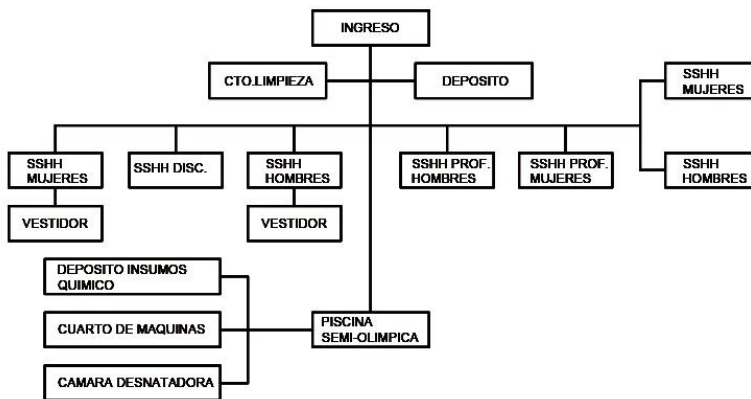 INGRESO
CTO.LIMPIEZA
DEPOSITO
SSHH
MUJERES
SSHH
MUJERES
SSHH DISC.
SSHH
HOMBRES
SSHH PROF.
HOMBRES
SSHH PROF.
MUJERES
SSHH
HOMBRES
VESTIDOR
VESTIDOR
DEPOSITO INSUMOS
QUIMICO
CUARTO DE MAQUINAS
PISCINA
SEMI-OLIMPICA
CAMARA DESNATADORA